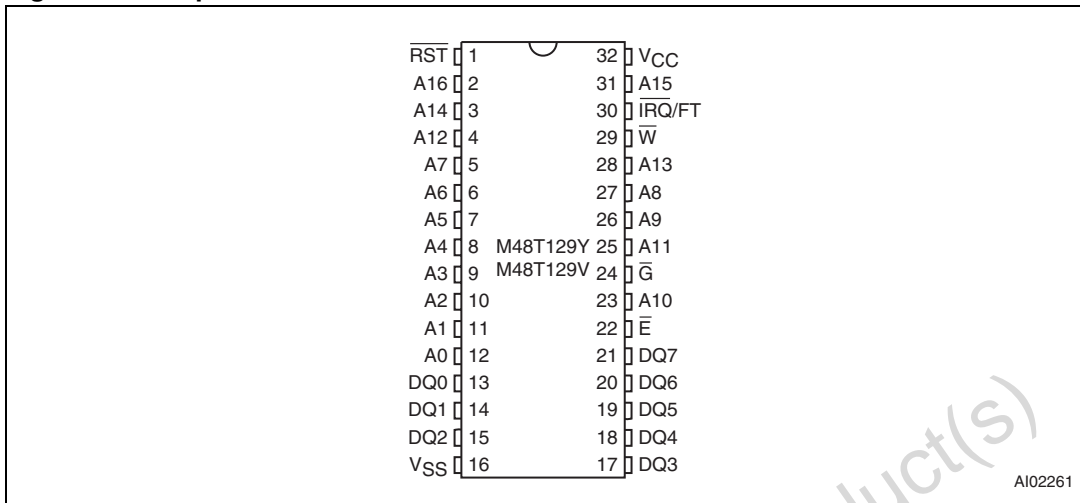 R̅S̅T̅ 1 32 VCC
A16 2 31 A15
A14 3 30 I̅R̅Q̅/FT
A12 4 29 W̅
A7 5 28 A13
A6 6 27 A8
A5 7 26 A9
A4 8 M48T129Y 25 A11
A3 9 M48T129V 24 G̅
A2 10 23 A10
A1 11 22 E̅
A0 12 21 DQ7
DQ0 13 20 DQ6
DQ1 14 19 DQ5
DQ2 15 18 DQ4
VSS 16 17 DQ3
AI02261